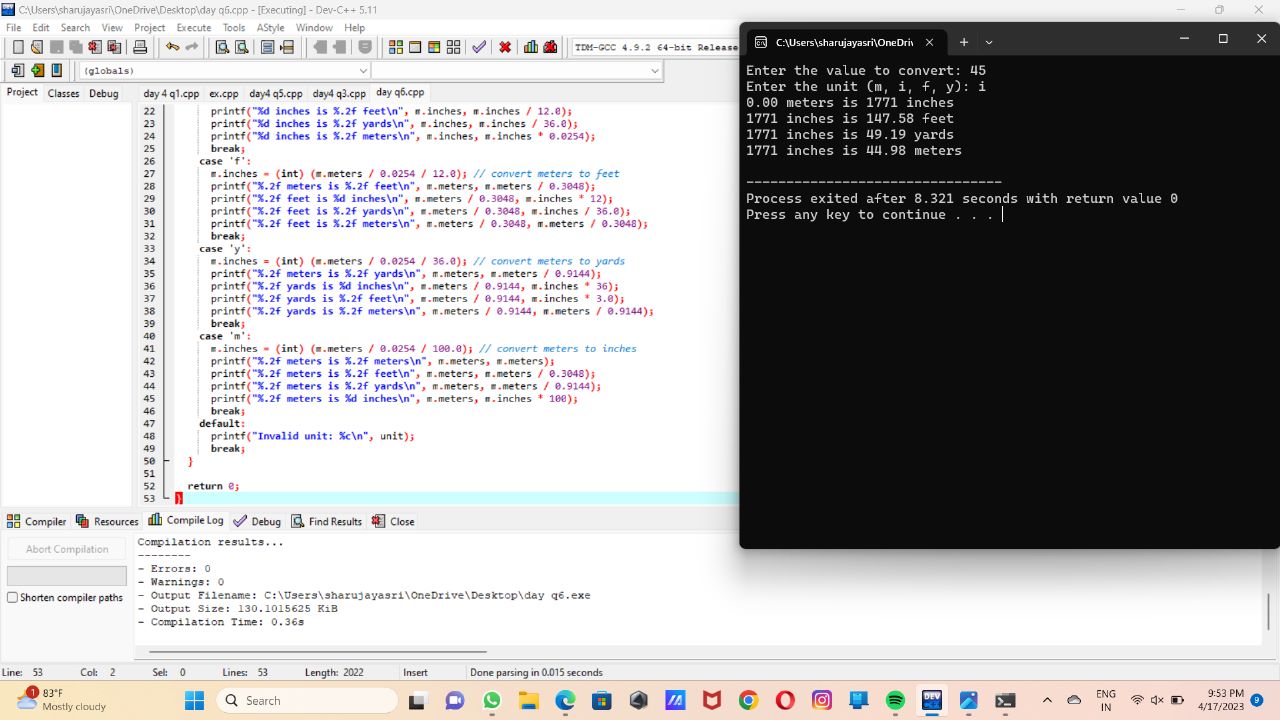 C:\Users\sharujayasri\OneDrive\Desktop\day q6.cpp - [Executing] - Dev-C++ 5.11
File Edit Search View Project Execute Tools AStyle Window Help
TDM-GCC 4.9.2 64-bit Release
(globals)
Project Classes Debug
day 4 q1.cpp ex.cpp day4 q5.cpp day4 q3.cpp day q6.cpp
22 printf("%d inches is %.2f feet\n", m.inches, m.inches / 12.0);
23 printf("%d inches is %.2f yards\n", m.inches, m.inches / 36.0);
24 printf("%d inches is %.2f meters\n", m.inches, m.inches * 0.0254);
25 break;
26 case 'f':
27 m.inches = (int) (m.meters / 0.0254 / 12.0); // convert meters to feet
28 printf("%.2f meters is %.2f feet\n", m.meters, m.meters / 0.3048);
29 printf("%.2f feet is %d inches\n", m.meters / 0.3048, m.inches * 12);
30 printf("%.2f feet is %.2f yards\n", m.meters / 0.3048, m.inches / 36.0);
31 printf("%.2f feet is %.2f meters\n", m.meters / 0.3048, m.meters / 0.3048);
32 break;
33 case 'y':
34 m.inches = (int) (m.meters / 0.0254 / 36.0); // convert meters to yards
35 printf("%.2f meters is %.2f yards\n", m.meters, m.meters / 0.9144);
36 printf("%.2f yards is %d inches\n", m.meters / 0.9144, m.inches * 36);
37 printf("%.2f yards is %.2f feet\n", m.meters / 0.9144, m.inches * 3.0);
38 printf("%.2f yards is %.2f meters\n", m.meters / 0.9144, m.meters / 0.9144);
39 break;
40 case 'm':
41 m.inches = (int) (m.meters / 0.0254 / 100.0); // convert meters to inches
42 printf("%.2f meters is %.2f meters\n", m.meters, m.meters);
43 printf("%.2f meters is %.2f feet\n", m.meters, m.meters / 0.3048);
44 printf("%.2f meters is %.2f yards\n", m.meters, m.meters / 0.9144);
45 printf("%.2f meters is %d inches\n", m.meters, m.inches * 100);
46 break;
47 default:
48 printf("Invalid unit: %c\n", unit);
49 break;
50 }
51
52 return 0;
53 }
C:\Users\sharujayasri\OneDriv
Enter the value to convert: 45
Enter the unit (m, i, f, y): i
0.00 meters is 1771 inches
1771 inches is 147.58 feet
1771 inches is 49.19 yards
1771 inches is 44.98 meters
--------------------------------
Process exited after 8.321 seconds with return value 0
Press any key to continue . . .
Compiler Resources Compile Log Debug Find Results Close
Abort Compilation
Shorten compiler paths
Compilation results...
--------
- Errors: 0
- Warnings: 0
- Output Filename: C:\Users\sharujayasri\OneDrive\Desktop\day q6.exe
- Output Size: 130.1015625 KiB
- Compilation Time: 0.36s
Line: 53 Col: 2 Sel: 0 Lines: 53 Length: 2022 Insert Done parsing in 0.015 seconds
1
83°F
Mostly cloudy
Search
DEV
ENG
IN
9:53 PM
4/17/2023
9